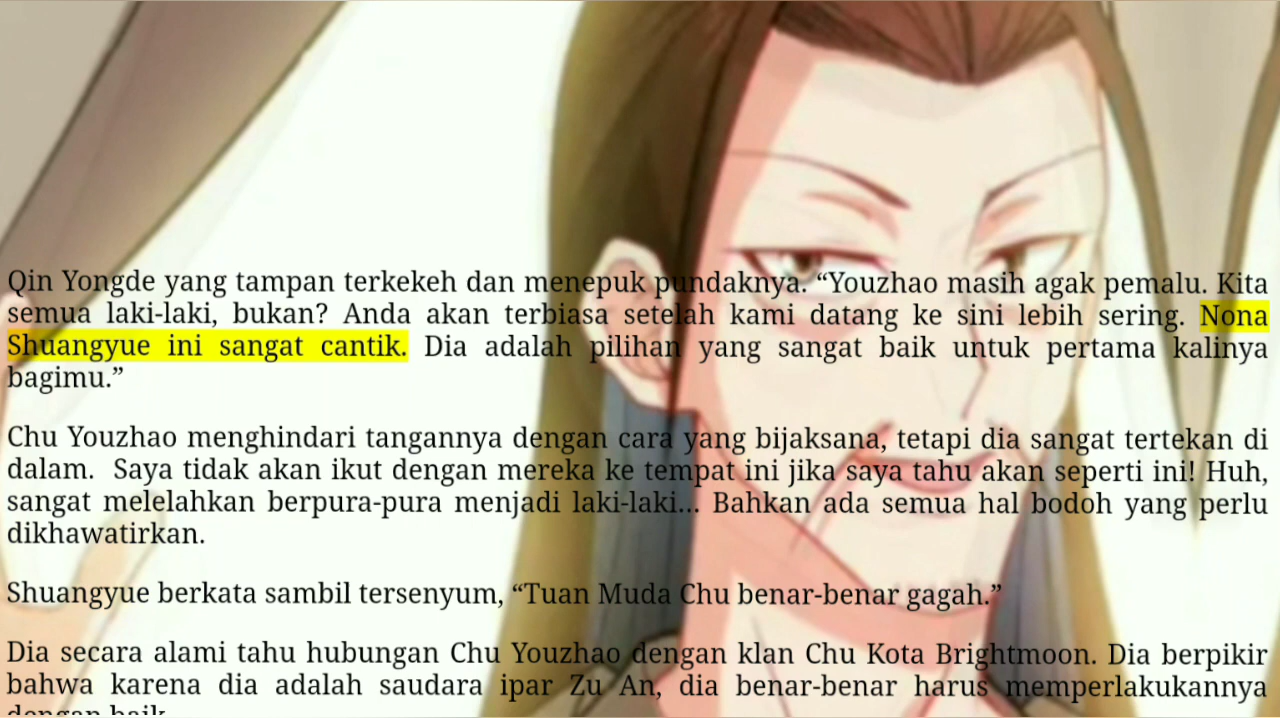 Qin Yongde yang tampan terkekeh dan menepuk pundaknya. “Youzhao masih agak pemalu. Kita
semua laki-laki, bukan? Anda akan terbiasa setelah kami datang ke sini lebih sering. Nona
Shuangyue ini sangat cantik. Dia adalah pilihan yang sangat baik untuk pertama kalinya
bagimu.”
Chu Youzhao menghindari tangannya dengan cara yang bijaksana, tetapi dia sangat tertekan di
dalam. Saya tidak akan ikut dengan mereka ke tempat ini jika saya tahu akan seperti ini! Huh,
sangat melelahkan berpura-pura menjadi laki-laki... Bahkan ada semua hal bodoh yang perlu
dikhawatirkan.
Shuangyue berkata sambil tersenyum, “Tuan Muda Chu benar-benar gagah.”
Dia secara alami tahu hubungan Chu Youzhao dengan klan Chu Kota Brightmoon. Dia berpikir
bahwa karena dia adalah saudara ipar Zu An, dia benar-benar harus memperlakukannya
dengan baik